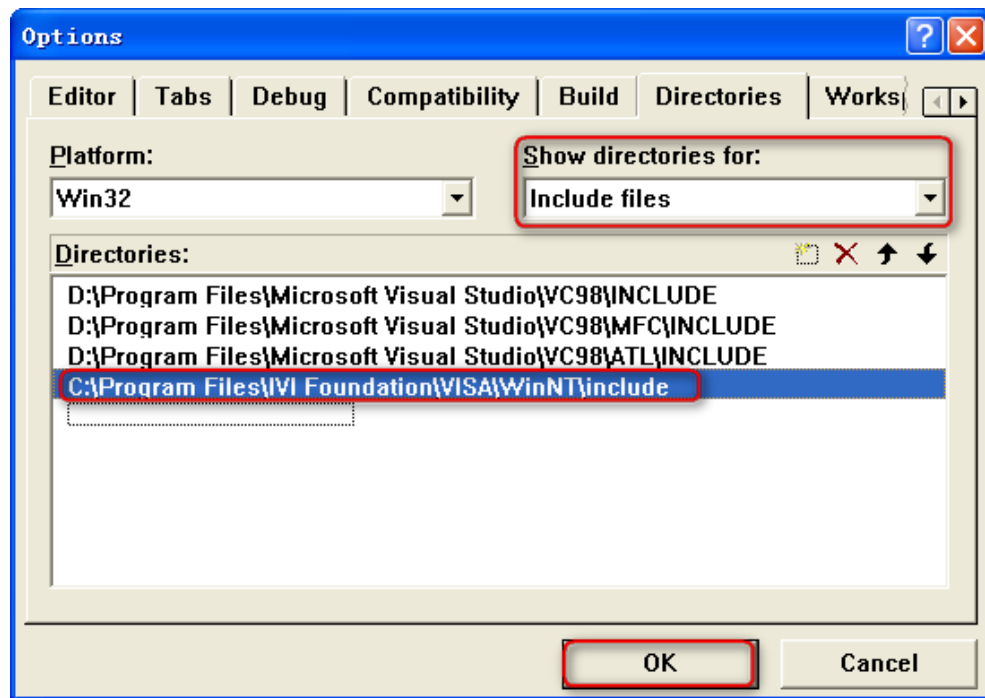 Options
Editor Tabs Debug Compatibility Build Directories Works
Platform: Show directories for:
Win32 Include files
Directories:
D:\Program Files\Microsoft Visual Studio\VC98\INCLUDE
D:\Program Files\Microsoft Visual Studio\VC98\MFC\INCLUDE
D:\Program Files\Microsoft Visual Studio\VC98\ATL\INCLUDE
C:\Program Files\IVI Foundation\VISA\WinNT\include
OK Cancel